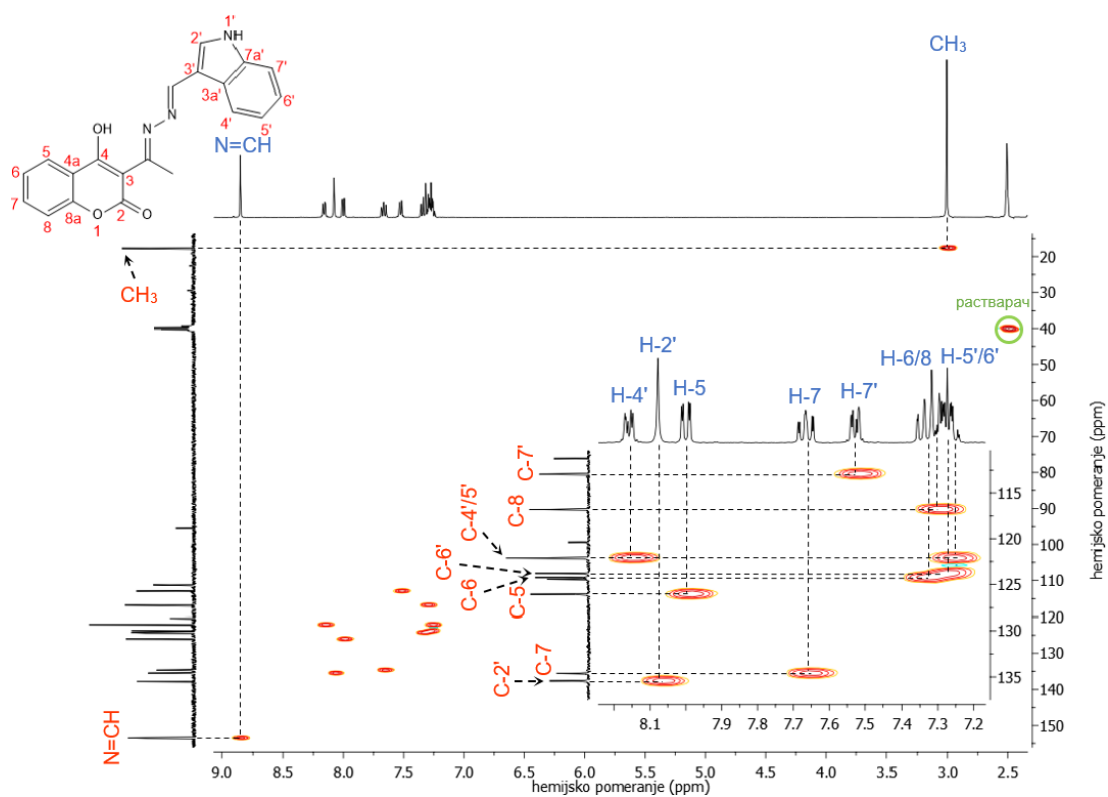 1'
NH
2'
7a'
7'
3'
3a'
6'
4'
5'
N
N
OH
5
4a
4
6
3
7
8a
2
8
O
O
1
N=CH
CH₃
CH₃
растварач
H-2'
H-6/8
H-5'/6'
H-4'
H-5
H-7
H-7'
C-7'
C-8
C-4'/5'
C-6'
C-6
C-5
C-7
C-2'
N=CH
115
120
125
130
135
8.1
8.0
7.9
7.8
7.7
7.6
7.5
7.4
7.3
7.2
20
30
40
50
60
70
80
90
100
110
120
130
140
150
hemijsko pomeranje (ppm)
9.0
8.5
8.0
7.5
7.0
6.5
6.0
5.5
5.0
4.5
4.0
3.5
3.0
2.5
hemijsko pomeranje (ppm)